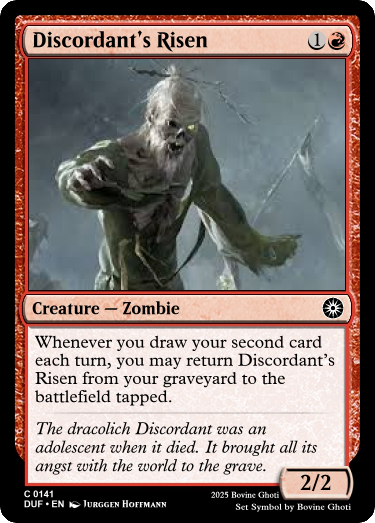 Discordant's Risen 1
Creature — Zombie
Whenever you draw your second card
each turn, you may return Discordant's
Risen from your graveyard to the
battlefield tapped.
The dracolich Discordant was an
adolescent when it died. It brought all its
angst with the world to the grave.
2/2
C 0141
DUF • EN Jurggen Hoffmann
2025 Bovine Ghoti
Set Symbol by Bovine Ghoti